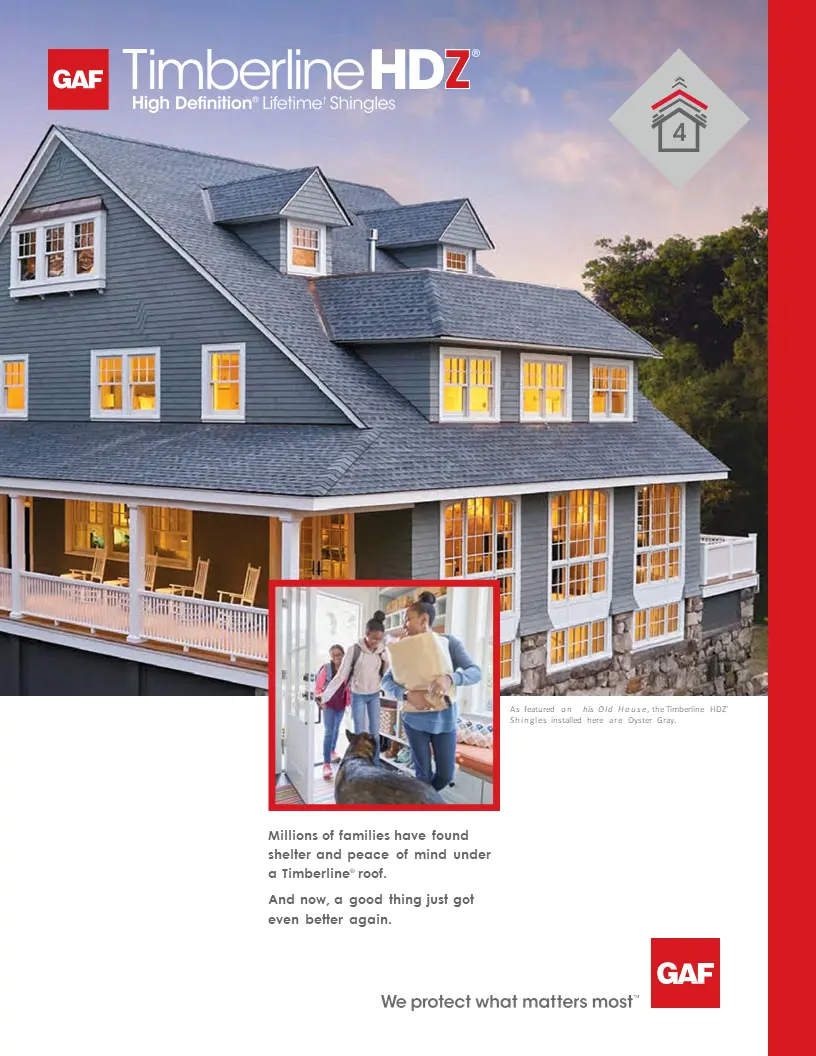 GAF
Timberline HDZ®
High Definition® Lifetime† Shingles
4
As featured on his Old House, the Timberline HDZ®
Shingles installed here are Oyster Gray.
Millions of families have found
shelter and peace of mind under
a Timberline® roof.
And now, a good thing just got
even better again.
We protect what matters most™
GAF